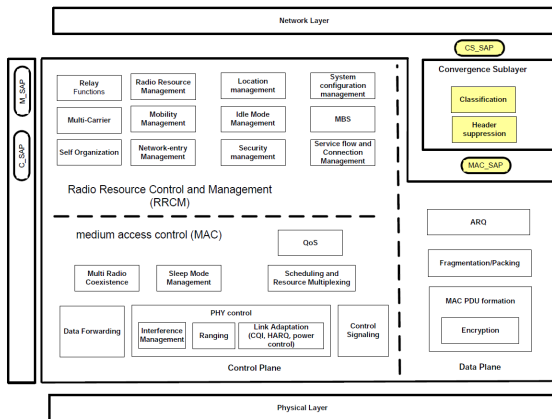 Network Layer
CS_SAP
M_SAP
C_SAP
Convergence Sublayer
Classification
Header
suppression
MAC_SAP
Relay
Functions
Radio Resource
Management
Location
management
System
configuration
management
Multi-Carrier
Mobility
Management
Idle Mode
Management
MBS
Self Organization
Network-entry
Management
Security
management
Service flow and
Connection
Management
Radio Resource Control and Management
(RRCM)
medium access control (MAC)
QoS
Multi Radio
Coexistence
Sleep Mode
Management
Scheduling and
Resource Multiplexing
Data Forwarding
PHY control
Interference
Management
Ranging
Link Adaptation
(CQI, HARQ, power
control)
Control
Signaling
Control Plane
ARQ
Fragmentation/Packing
MAC PDU formation
Encryption
Data Plane
Physical Layer